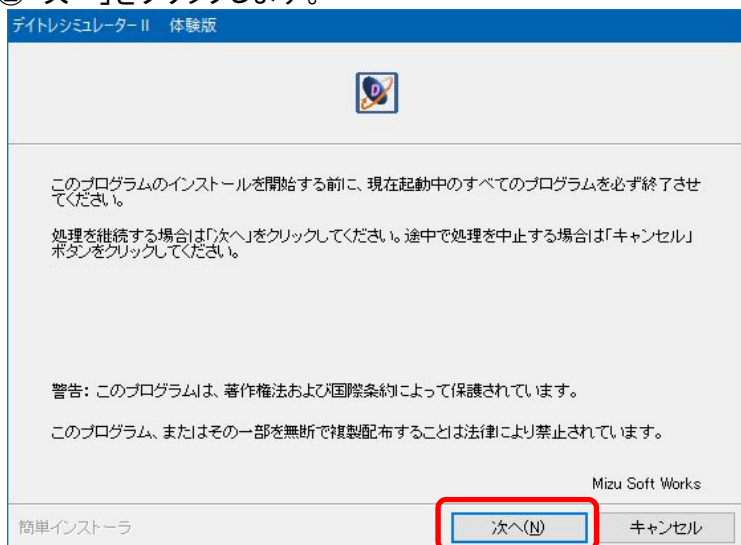 次へ」をクリックします。
デイトレシミュレーターⅡ 体験版
D
このプログラムのインストールを開始する前に、現在起動中のすべてのプログラムを必ず終了させ
てください。
処理を継続する場合は「次へ」をクリックしてください。途中で処理を中止する場合は「キャンセル」
ボタンをクリックしてください。
警告: このプログラムは、著作権法および国際条約によって保護されています。
このプログラム、またはその一部を無断で複製配布することは法律により禁止されています。
Mizu Soft Works
簡単インストーラ 次へ(N) キャンセル